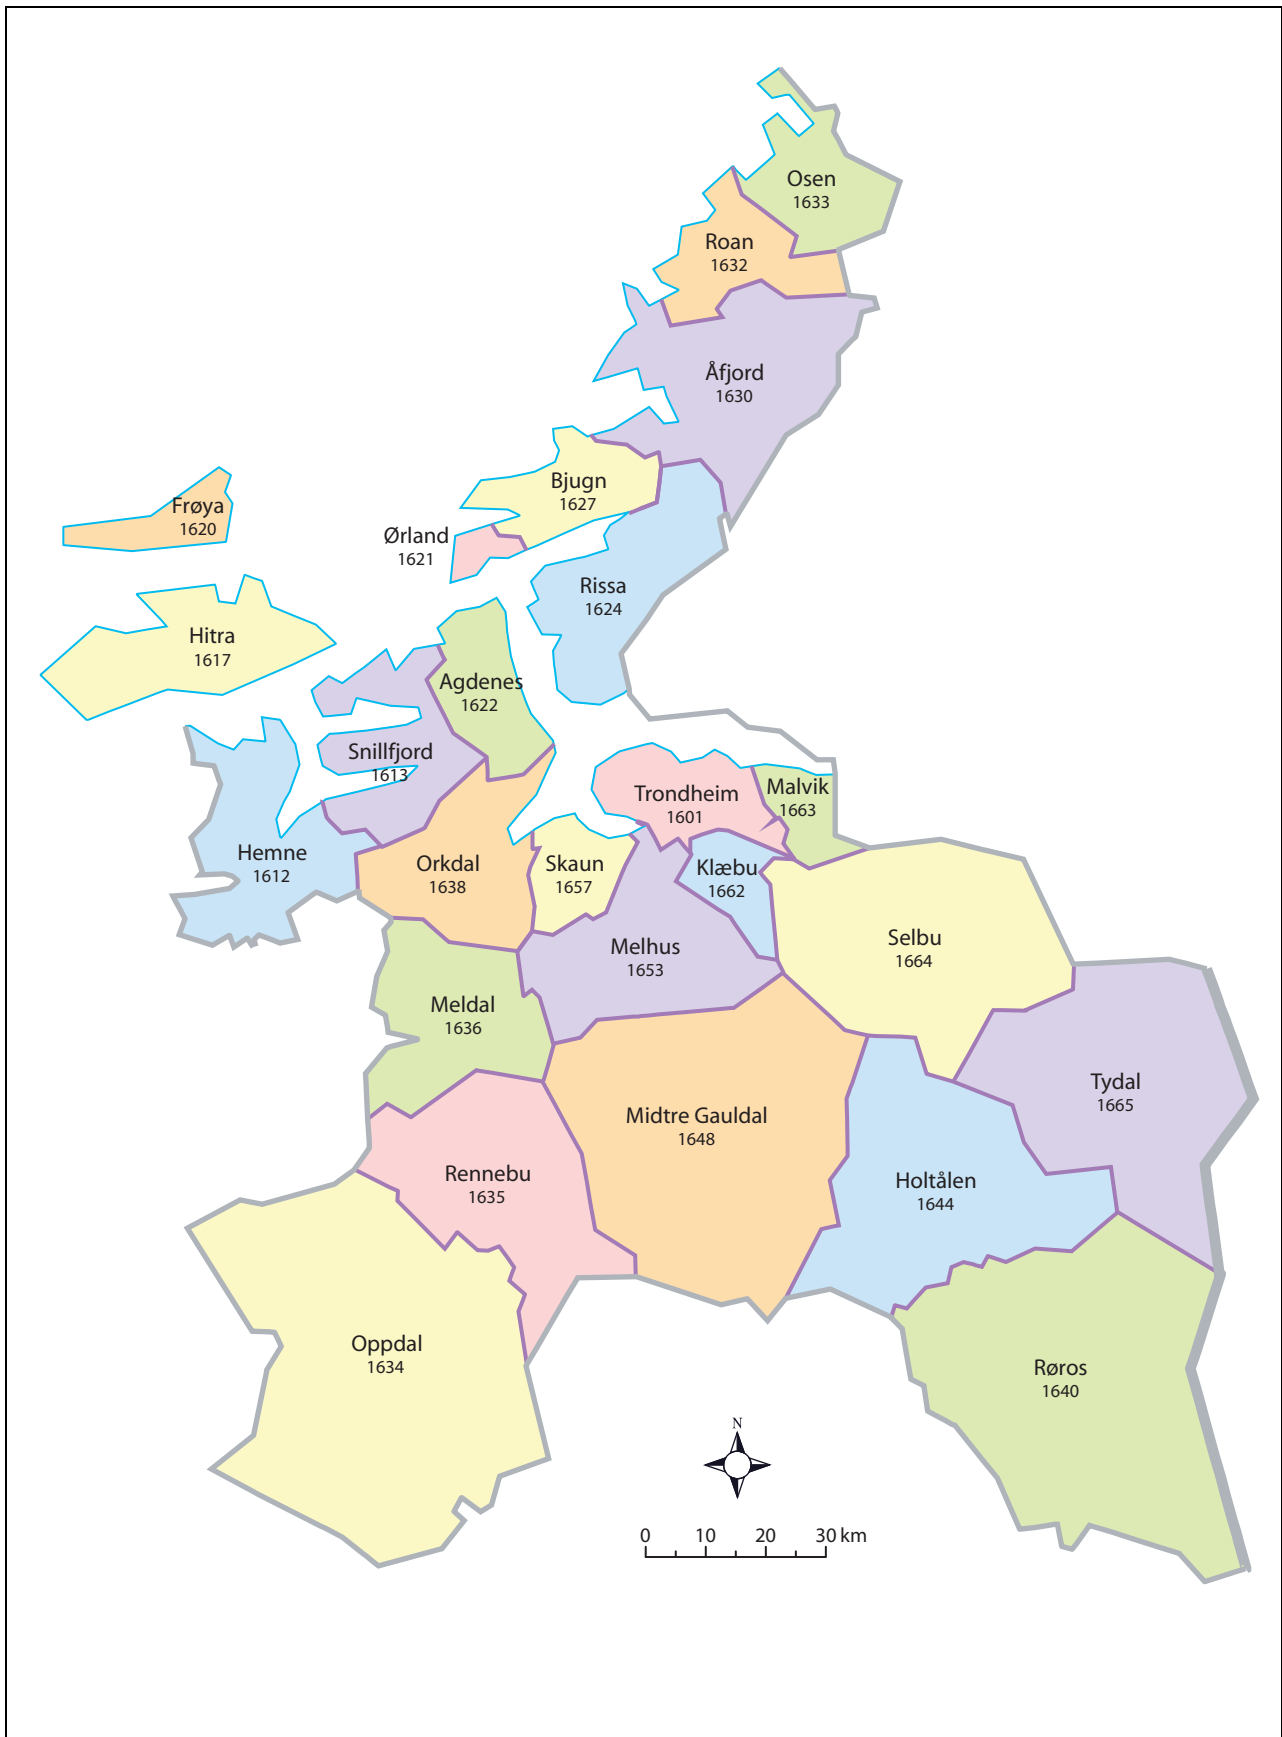 Osen
1633
Roan
1632
Åfjord
1630
Bjugn
1627
Frøya
1620
Ørland
1621
Rissa
1624
Hitra
1617
Agdenes
1622
Snillfjord
1613
Trondheim
1601
Malvik
1663
Hemne
1612
Orkdal
1638
Skaun
1657
Klæbu
1662
Melhus
1653
Selbu
1664
Meldal
1636
Tydal
1665
Midtre Gauldal
1648
Rennebu
1635
Holtålen
1644
Oppdal
1634
Røros
1640
N
0 10 20 30 km